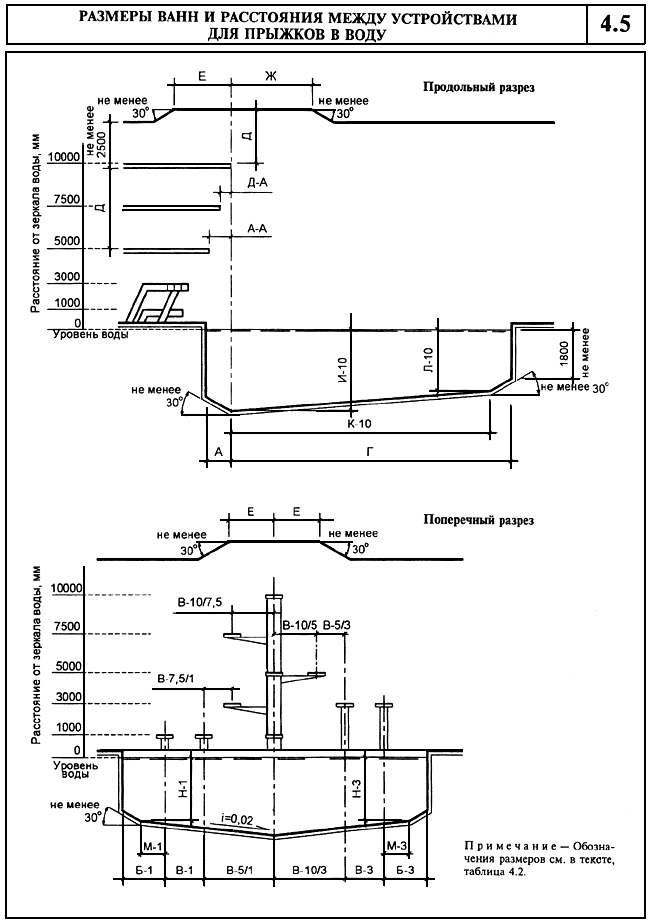 РАЗМЕРЫ ВАНН И РАССТОЯНИЯ МЕЖДУ УСТРОЙСТВАМИ
ДЛЯ ПРЫЖКОВ В ВОДУ
4.5
Продольный разрез
Е
Ж
не менее
30°
не менее
30°
не менее
2500
Д
Д
Расстояние от зеркала воды, мм
10000
7500
5000
3000
1000
0
Уровень воды
Д-А
А-А
И-10
Л-10
1800
не менее
не менее
30°
не менее 30°
К-10
А
Г
Поперечный разрез
Е
Е
не менее
30°
не менее
30°
Расстояние от зеркала воды, мм
10000
7500
5000
3000
1000
0
Уровень
воды
В-10/7,5
В-10/5
В-5/3
В-7,5/1
Н-1
Н-3
i=0,02
не менее
30°
М-1
М-3
Б-1
В-1
В-5/1
В-10/3
В-3
Б-3
Примечание — Обозна-
чения размеров см. в тексте,
таблица 4.2.